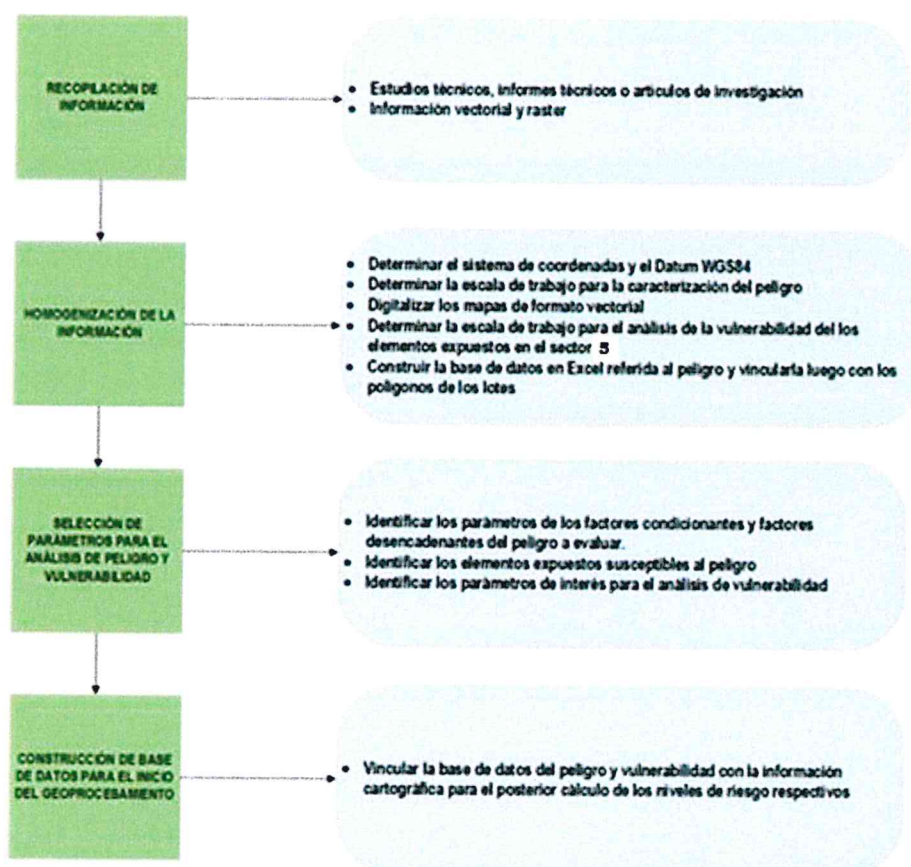 RECOPILACIÓN DE
INFORMACIÓN
• Estudios técnicos, informes técnicos o artículos de investigación
• Información vectorial y raster
HOMOGENIZACIÓN DE LA
INFORMACIÓN
• Determinar el sistema de coordenadas y el Datum WGS84
• Determinar la escala de trabajo para la caracterización del peligro
• Digitalizar los mapas de formato vectorial
• Determinar la escala de trabajo para el análisis de la vulnerabilidad del los
elementos expuestos en el sector 5
• Construir la base de datos en Excel referida al peligro y vincularla luego con los
polígonos de los lotes
SELECCIÓN DE
PARÁMETROS PARA EL
ANÁLISIS DE PELIGRO Y
VULNERABILIDAD
• Identificar los parámetros de los factores condicionantes y factores
desencadenantes del peligro a evaluar.
• Identificar los elementos expuestos susceptibles al peligro
• Identificar los parámetros de interés para el análisis de vulnerabilidad
CONSTRUCCIÓN DE BASE
DE DATOS PARA EL INICIO
DEL GEOPROCESAMIENTO
• Vincular la base de datos del peligro y vulnerabilidad con la información
cartográfica para el posterior cálculo de los niveles de riesgo respectivos